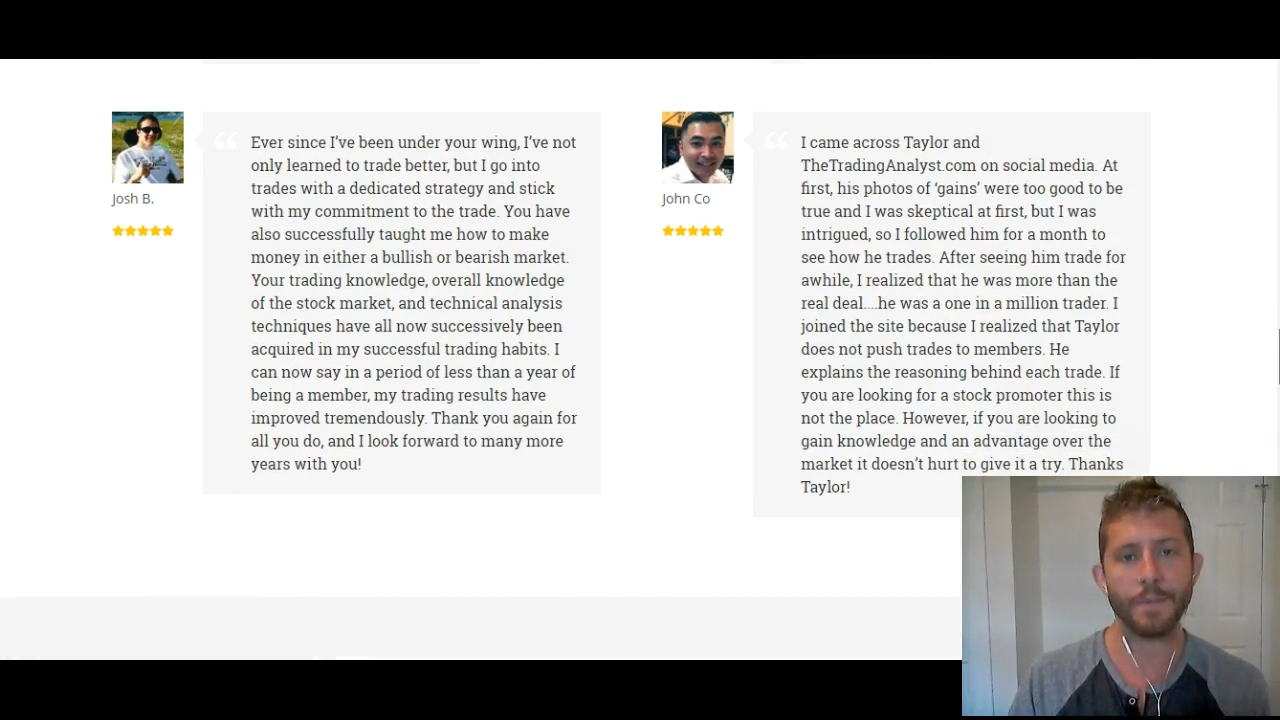 Josh B.
Ever since I’ve been under your wing, I’ve not
only learned to trade better, but I go into
trades with a dedicated strategy and stick
with my commitment to the trade. You have
also successfully taught me how to make
money in either a bullish or bearish market.
Your trading knowledge, overall knowledge
of the stock market, and technical analysis
techniques have all now successively been
acquired in my successful trading habits. I
can now say in a period of less than a year of
being a member, my trading results have
improved tremendously. Thank you again for
all you do, and I look forward to many more
years with you!
John Co
I came across Taylor and
TheTradingAnalyst.com on social media. At
first, his photos of ‘gains’ were too good to be
true and I was skeptical at first, but I was
intrigued, so I followed him for a month to
see how he trades. After seeing him trade for
awhile, I realized that he was more than the
real deal....he was a one in a million trader. I
joined the site because I realized that Taylor
does not push trades to members. He
explains the reasoning behind each trade. If
you are looking for a stock promoter this is
not the place. However, if you are looking to
gain knowledge and an advantage over the
market it doesn’t hurt to give it a try. Thanks
Taylor!